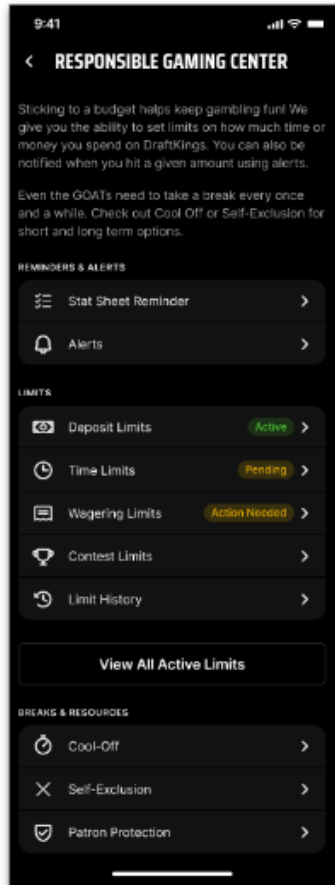 9:41
RESPONSIBLE GAMING CENTER
Sticking to a budget helps keep gambling fun! We
give you the ability to set limits on how much time or
money you spend on DraftKings. You can also be
notified when you hit a given amount using alerts.
Even the GOATs need to take a break every once
and a while. Check out Cool Off or Self-Exclusion for
short and long term options.
REMINDERS & ALERTS
Stat Sheet Reminder
Alerts
LIMITS
Deposit Limits Active
Time Limits Pending
Wagering Limits Action Needed
Contest Limits
Limit History
View All Active Limits
BREAKS & RESOURCES
Cool-Off
Self-Exclusion
Patron Protection